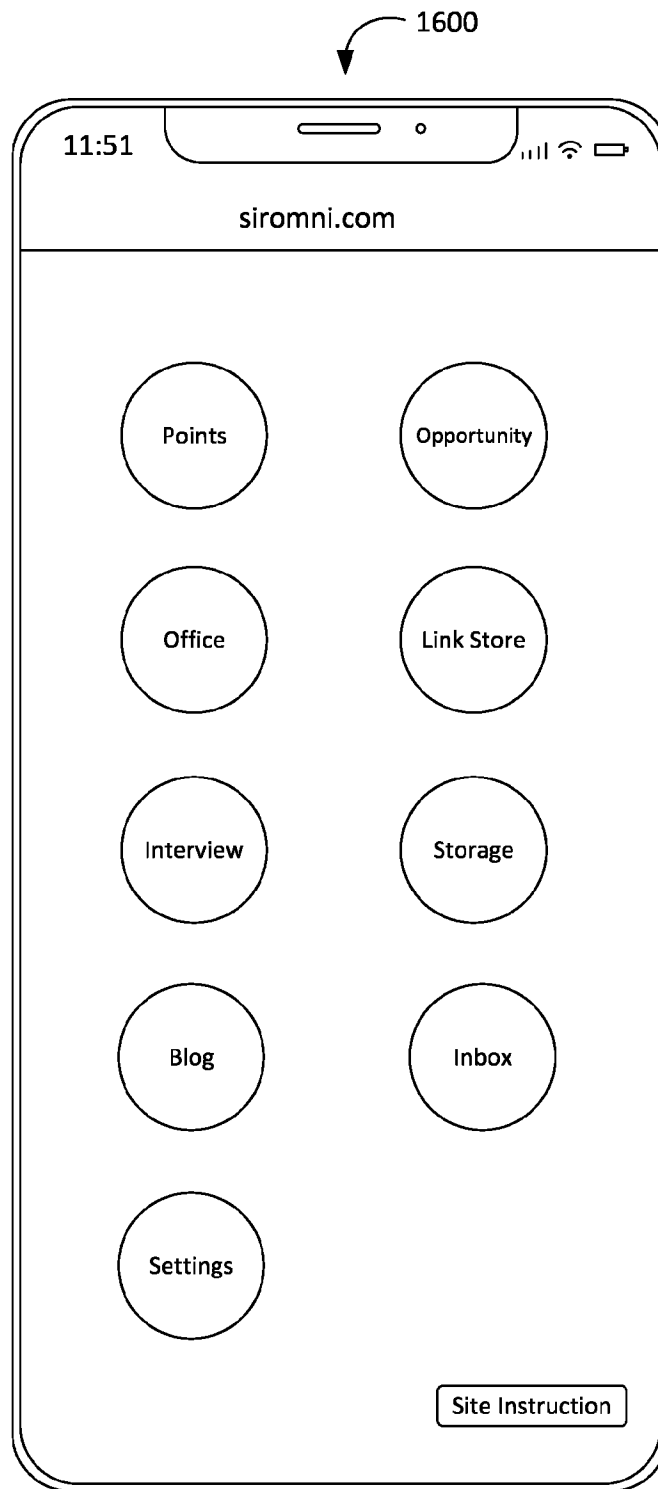 1600
11:51
siromni.com
Points
Opportunity
Office
Link Store
Interview
Storage
Blog
Inbox
Settings
Site Instruction